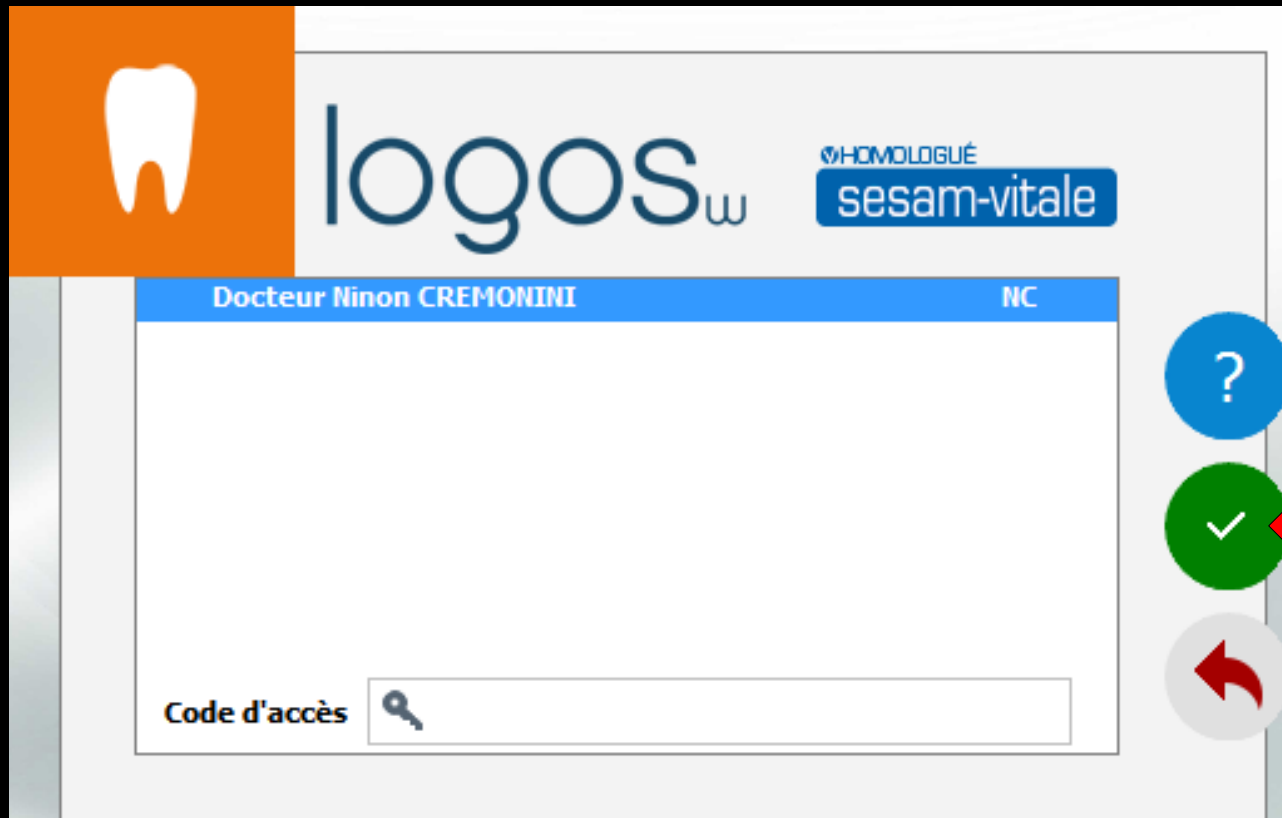 logos w
HOMOLOGUÉ
sesam-vitale
Docteur Ninon CREMONINI NC
?
Code d'accès